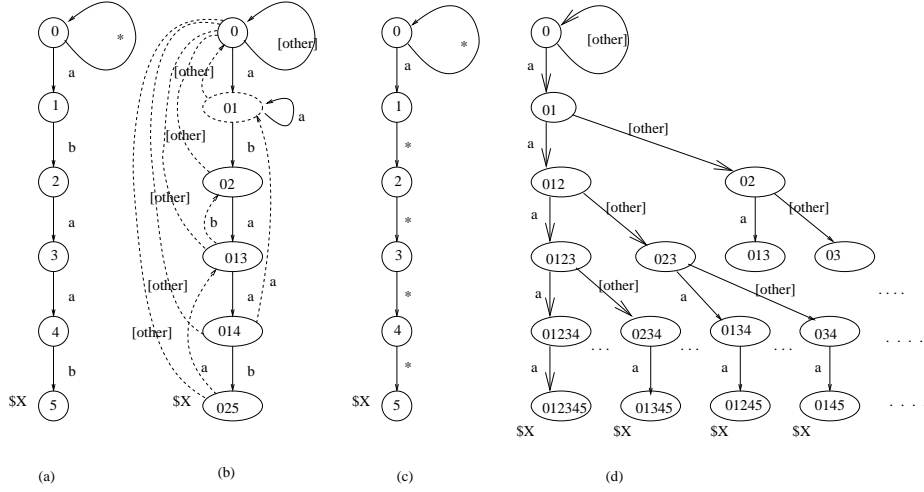 0 0 0 0
* [other] * [other]
a [other] a a a
1 01 a 1 01
[other]
b [other] b * a
2 02 2 012 02
[other] b a * a [other] a [other]
a
3 013 3 0123 023 013 03
[other] a a a * a [other] a [other] . . . .
4 014 4 01234 0234 0134 034
. . . . . . . . . . . . .
[other] a
b b * a a a a
$X 5 $X 025 $X 5 012345 01345 01245 0145 . . . .
$X $X $X $X
(a) (b) (c) (d)